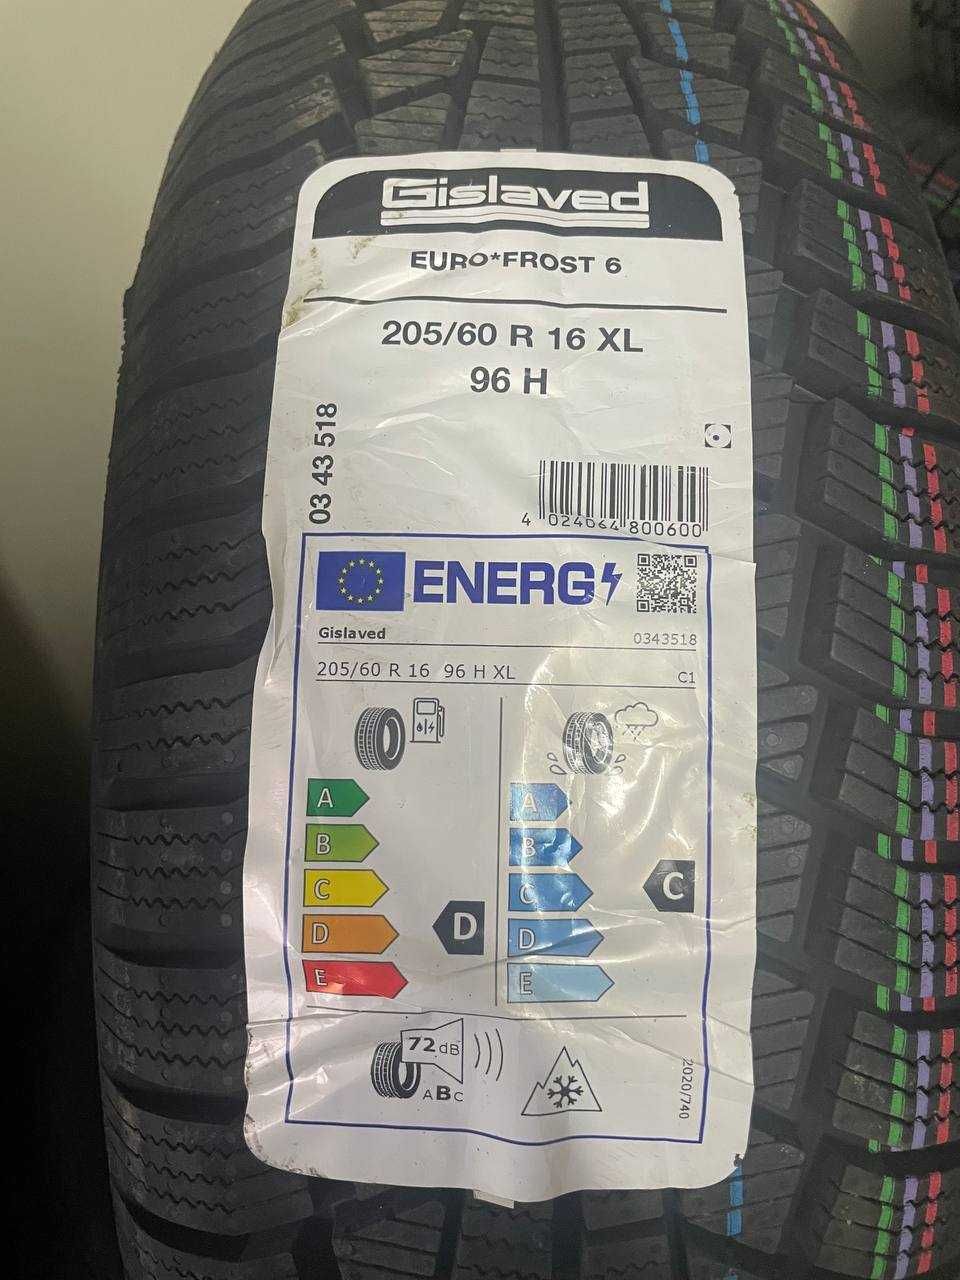 Gislaved
EURO*FROST 6
205/60 R 16 XL
96 H
03 43 518
4 024064 800600
ENERG
Gislaved 0343518
205/60 R 16 96 H XL C1
A
B
C
D
E
D
A
B
C
D
E
C
72 dB
ABC
2020/740